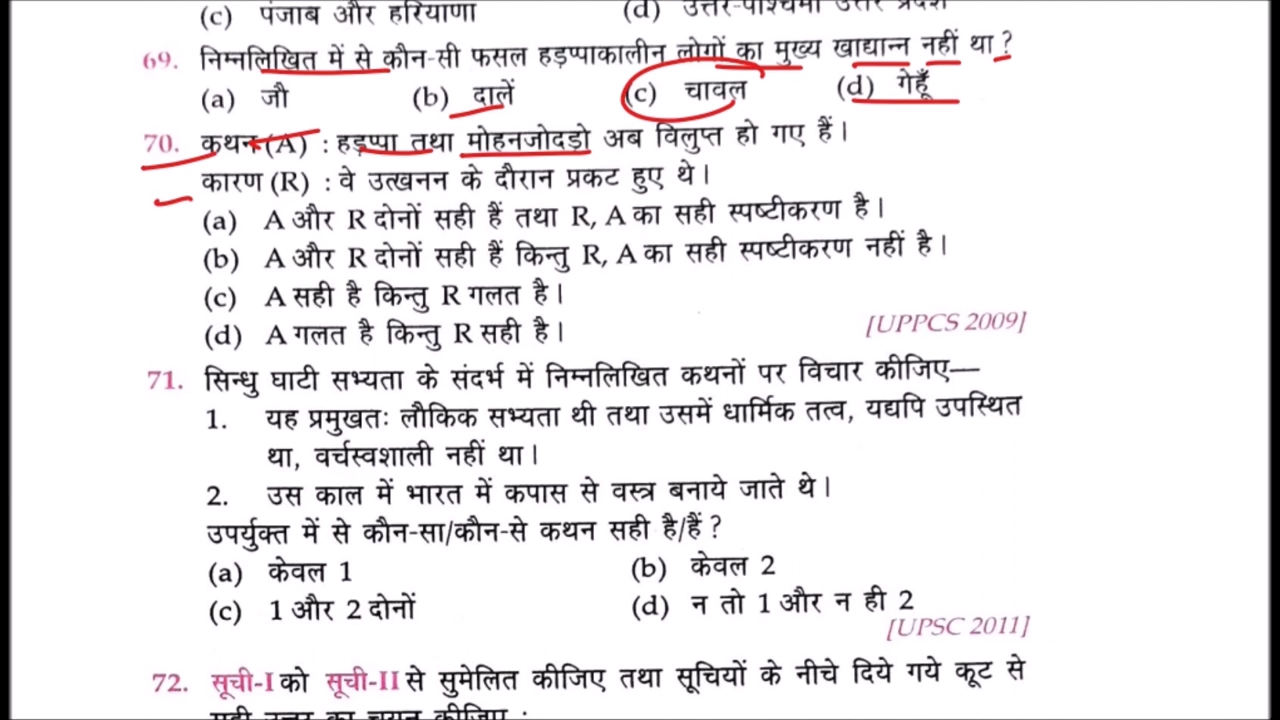 (c) पंजाब और हरियाणा (d) उत्तर-पश्चिमी उत्तर प्रदेश
69. निम्नलिखित में से कौन-सी फसल हड़प्पाकालीन लोगों का मुख्य खाद्यान्न नहीं था ?
(a) जौ (b) दालें (c) चावल (d) गेहूँ
70. कथन (A) : हड़प्पा तथा मोहनजोदड़ो अब विलुप्त हो गए हैं।
कारण (R) : वे उत्खनन के दौरान प्रकट हुए थे।
(a) A और R दोनों सही हैं तथा R, A का सही स्पष्टीकरण है।
(b) A और R दोनों सही हैं किन्तु R, A का सही स्पष्टीकरण नहीं है।
(c) A सही है किन्तु R गलत है।
(d) A गलत है किन्तु R सही है।
[UPPCS 2009]
71. सिन्धु घाटी सभ्यता के संदर्भ में निम्नलिखित कथनों पर विचार कीजिए—
1. यह प्रमुखतः लौकिक सभ्यता थी तथा उसमें धार्मिक तत्व, यद्यपि उपस्थित
था, वर्चस्वशाली नहीं था।
2. उस काल में भारत में कपास से वस्त्र बनाये जाते थे।
उपर्युक्त में से कौन-सा/कौन-से कथन सही है/हैं ?
(a) केवल 1 (b) केवल 2
(c) 1 और 2 दोनों (d) न तो 1 और न ही 2
[UPSC 2011]
72. सूची-I को सूची-II से सुमेलित कीजिए तथा सूचियों के नीचे दिये गये कूट से
सही उत्तर का चयन कीजिए :